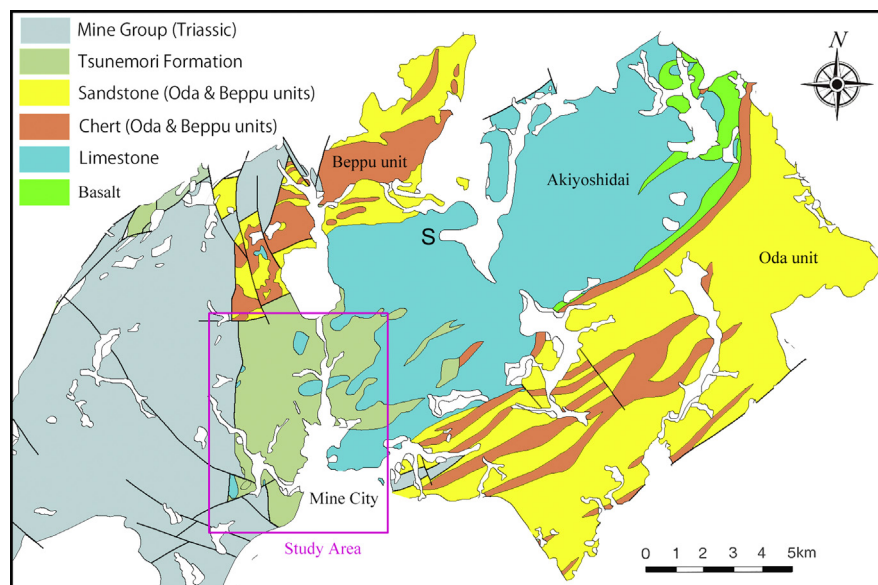 Mine Group (Triassic)
Tsunemori Formation
Sandstone (Oda & Beppu units)
Chert (Oda & Beppu units)
Limestone
Basalt
N
Beppu unit
Akiyoshidai
S
Oda unit
Mine City
Study Area
0 1 2 3 4 5km